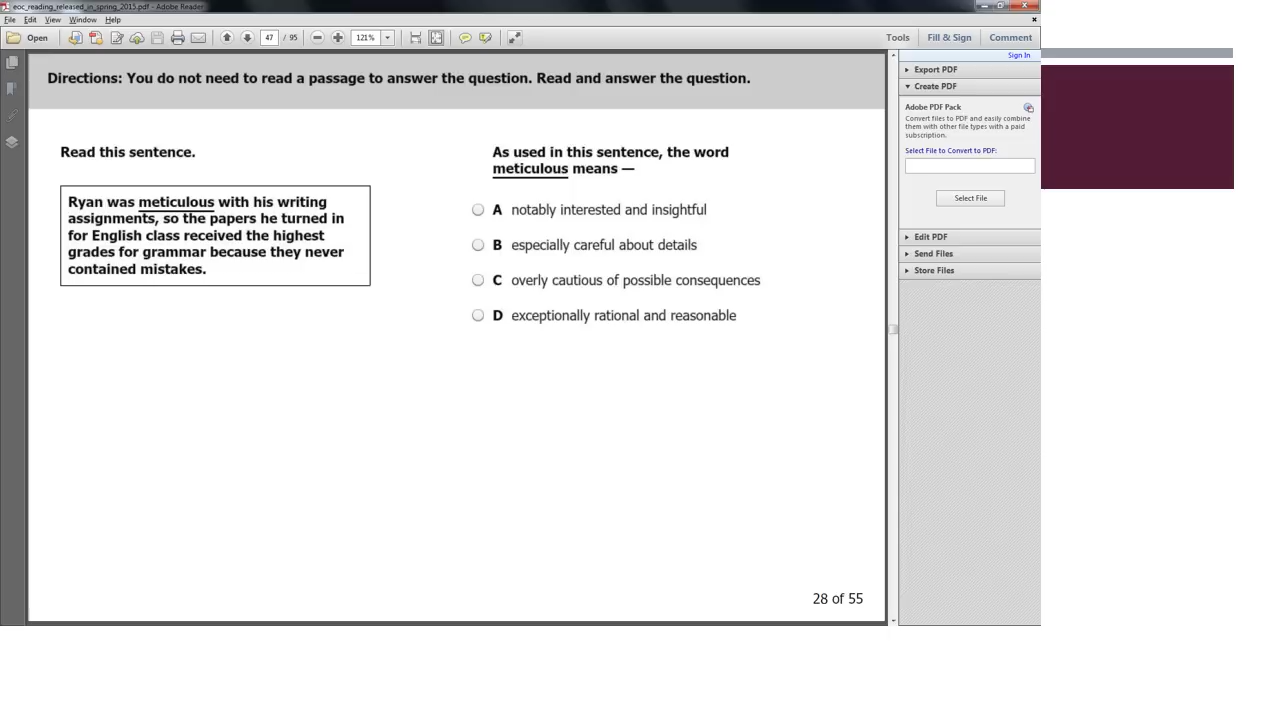 eoc_reading_released_in_spring_2015.pdf - Adobe Reader
File Edit View Window Help
Open 47 / 95 121% Tools Fill & Sign Comment
Sign In
Directions: You do not need to read a passage to answer the question. Read and answer the question.
Read this sentence.
Ryan was meticulous with his writing
assignments, so the papers he turned in
for English class received the highest
grades for grammar because they never
contained mistakes.
As used in this sentence, the word
meticulous means —
A notably interested and insightful
B especially careful about details
C overly cautious of possible consequences
D exceptionally rational and reasonable
28 of 55
Export PDF
Create PDF
Adobe PDF Pack
Convert files to PDF and easily combine
them with other file types with a paid
subscription.
Select File to Convert to PDF:
Select File
Edit PDF
Send Files
Store Files